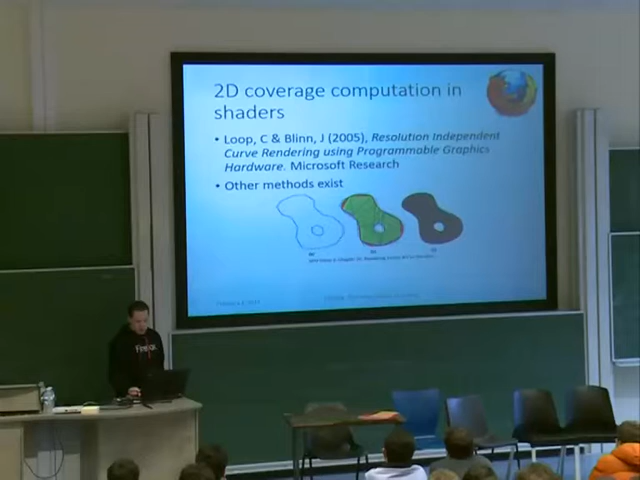 2D coverage computation in
shaders
• Loop, C & Blinn, J (2005), Resolution Independent
Curve Rendering using Programmable Graphics
Hardware. Microsoft Research
• Other methods exist